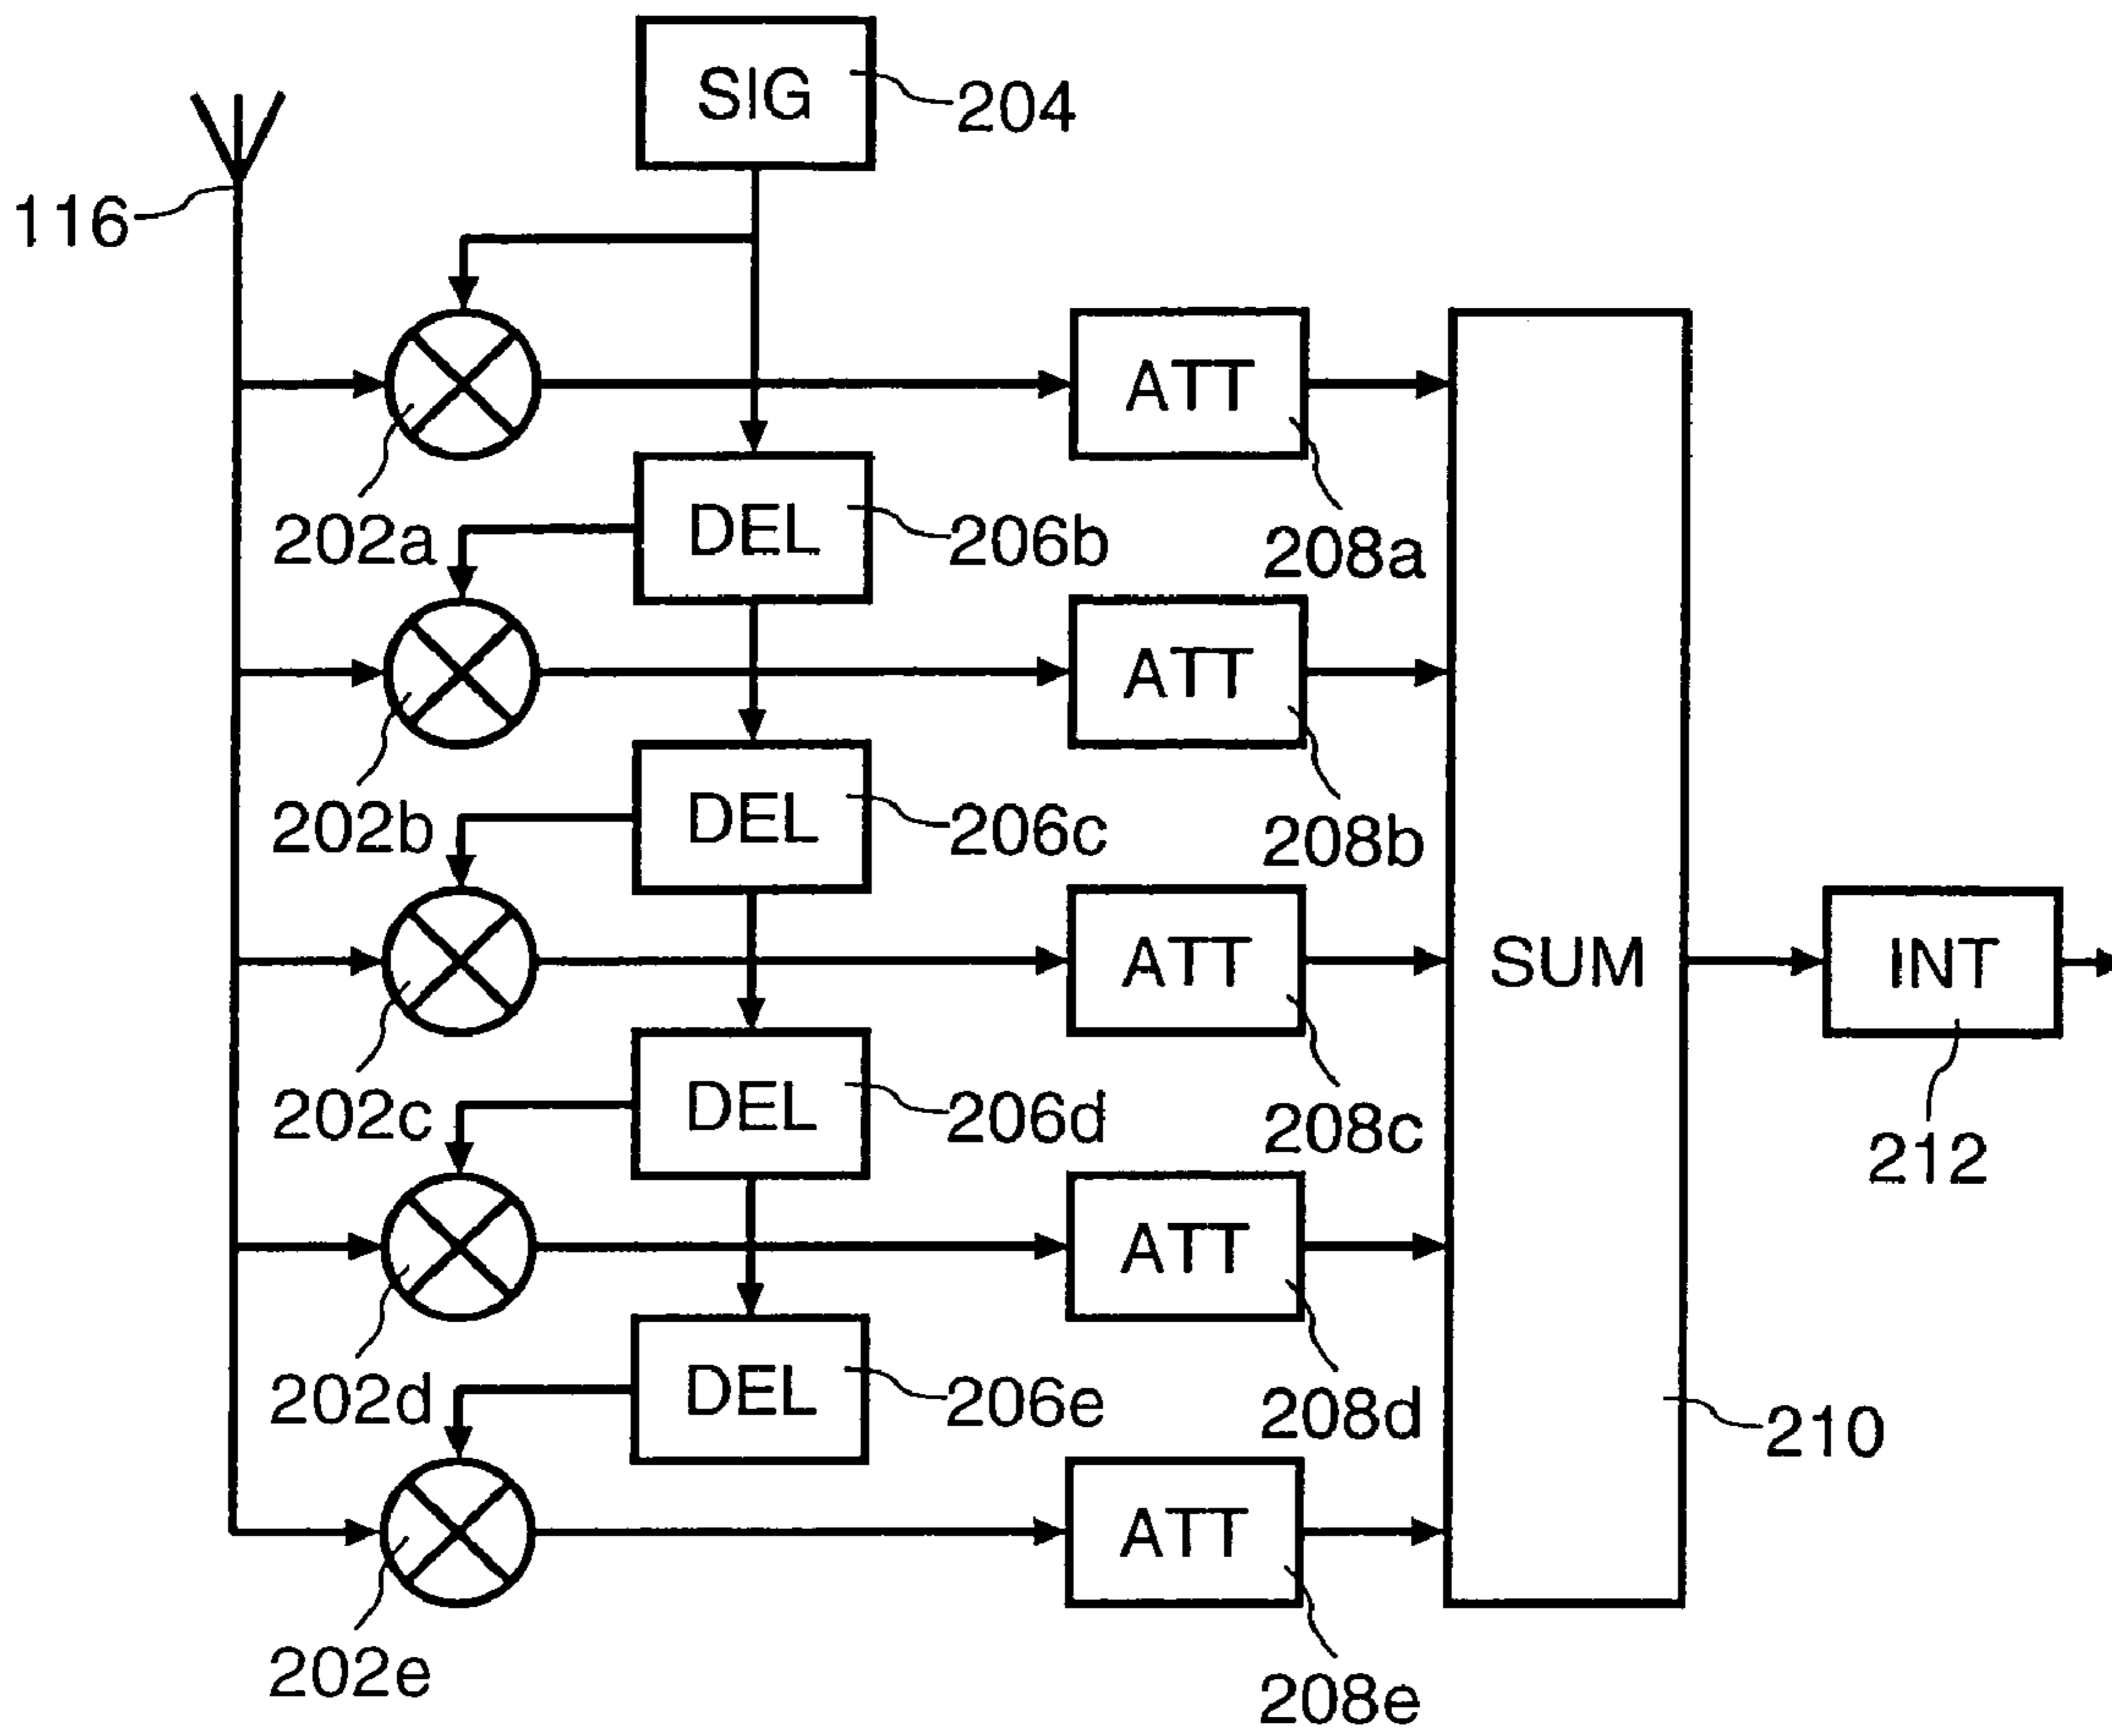 SIG
204
116
ATT
202a
DEL
206b
208a
ATT
202b
DEL
206c
208b
ATT
SUM
INT
202c
DEL
206d
208c
212
ATT
202d
DEL
206e
208d
210
ATT
202e
208e